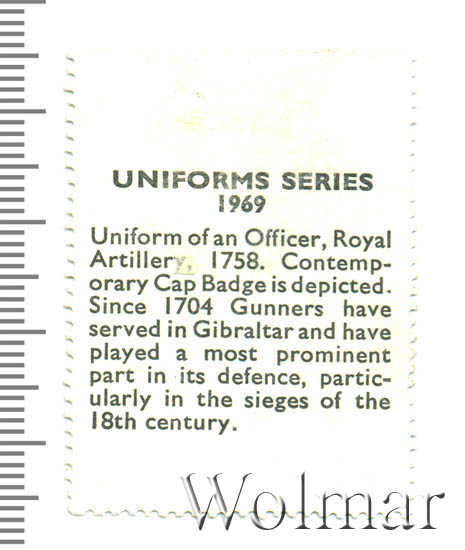 UNIFORMS SERIES
1969
Uniform of an Officer, Royal
Artillery, 1758. Contemp-
orary Cap Badge is depicted.
Since 1704 Gunners have
served in Gibraltar and have
played a most prominent
part in its defence, partic-
ularly in the sieges of the
18th century.
Wolmar